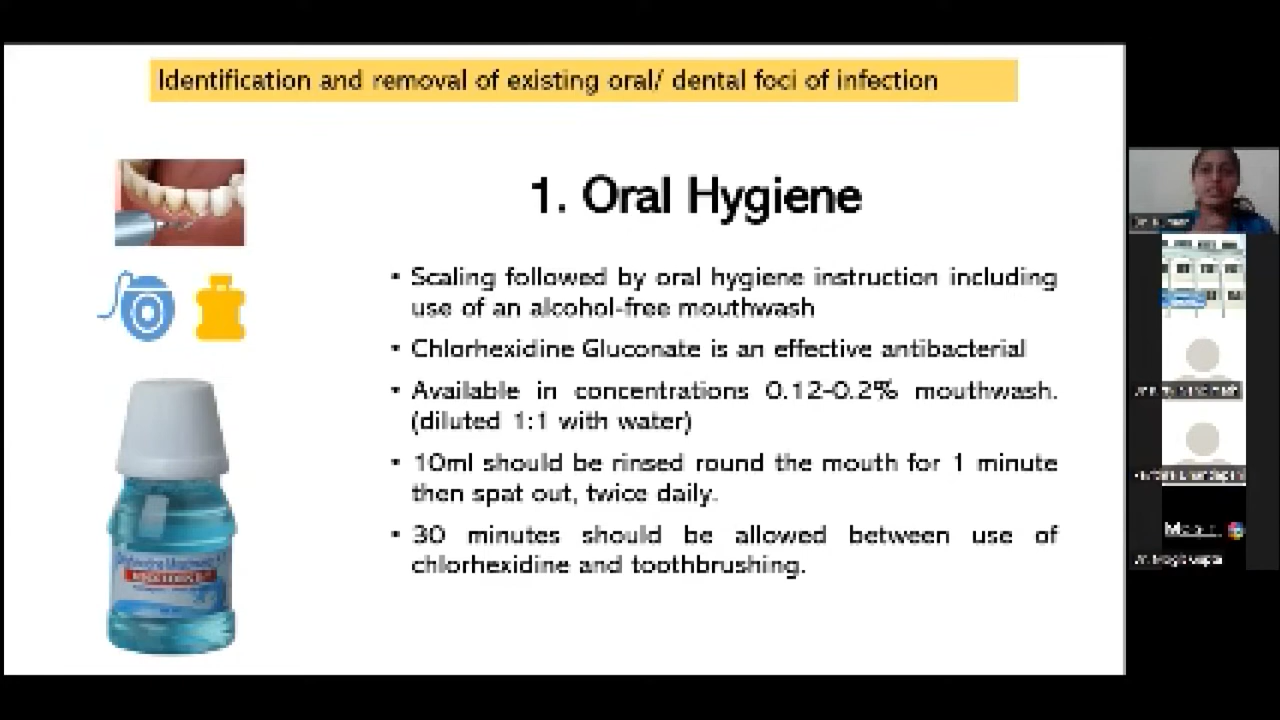 Identification and removal of existing oral/ dental foci of infection
1. Oral Hygiene
• Scaling followed by oral hygiene instruction including
use of an alcohol-free mouthwash
• Chlorhexidine Gluconate is an effective antibacterial
• Available in concentrations 0.12-0.2% mouthwash.
(diluted 1:1 with water)
• 10ml should be rinsed round the mouth for 1 minute
then spat out, twice daily.
• 30 minutes should be allowed between use of
chlorhexidine and toothbrushing.